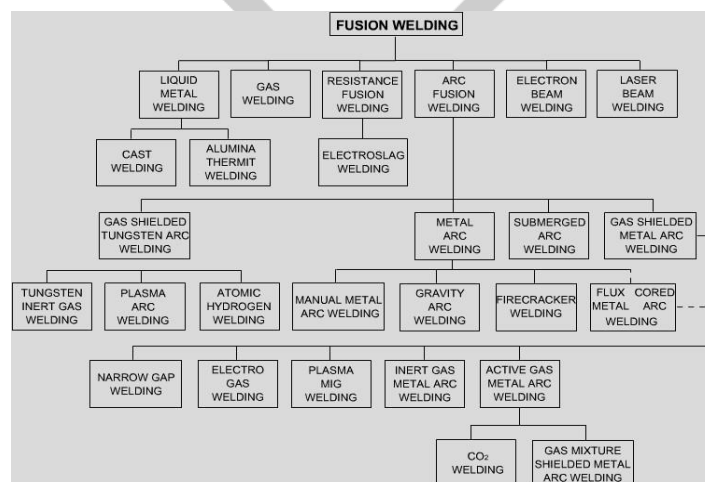 FUSION WELDING
LIQUID
METAL
WELDING
GAS
WELDING
RESISTANCE
FUSION
WELDING
ARC
FUSION
WELDING
ELECTRON
BEAM
WELDING
LASER
BEAM
WELDING
CAST
WELDING
ALUMINA
THERMIT
WELDING
ELECTROSLAG
WELDING
GAS SHIELDED
TUNGSTEN ARC
WELDING
METAL
ARC
WELDING
SUBMERGED
ARC
WELDING
GAS SHIELDED
METAL ARC
WELDING
TUNGSTEN
INERT GAS
WELDING
PLASMA
ARC
WELDING
ATOMIC
HYDROGEN
WELDING
MANUAL METAL
ARC WELDING
GRAVITY
ARC
WELDING
FIRECRACKER
WELDING
FLUX CORED
METAL ARC
WELDING
NARROW GAP
WELDING
ELECTRO
GAS
WELDING
PLASMA
MIG
WELDING
INERT GAS
METAL ARC
WELDING
ACTIVE GAS
METAL ARC
WELDING
CO₂
WELDING
GAS MIXTURE
SHIELDED METAL
ARC WELDING